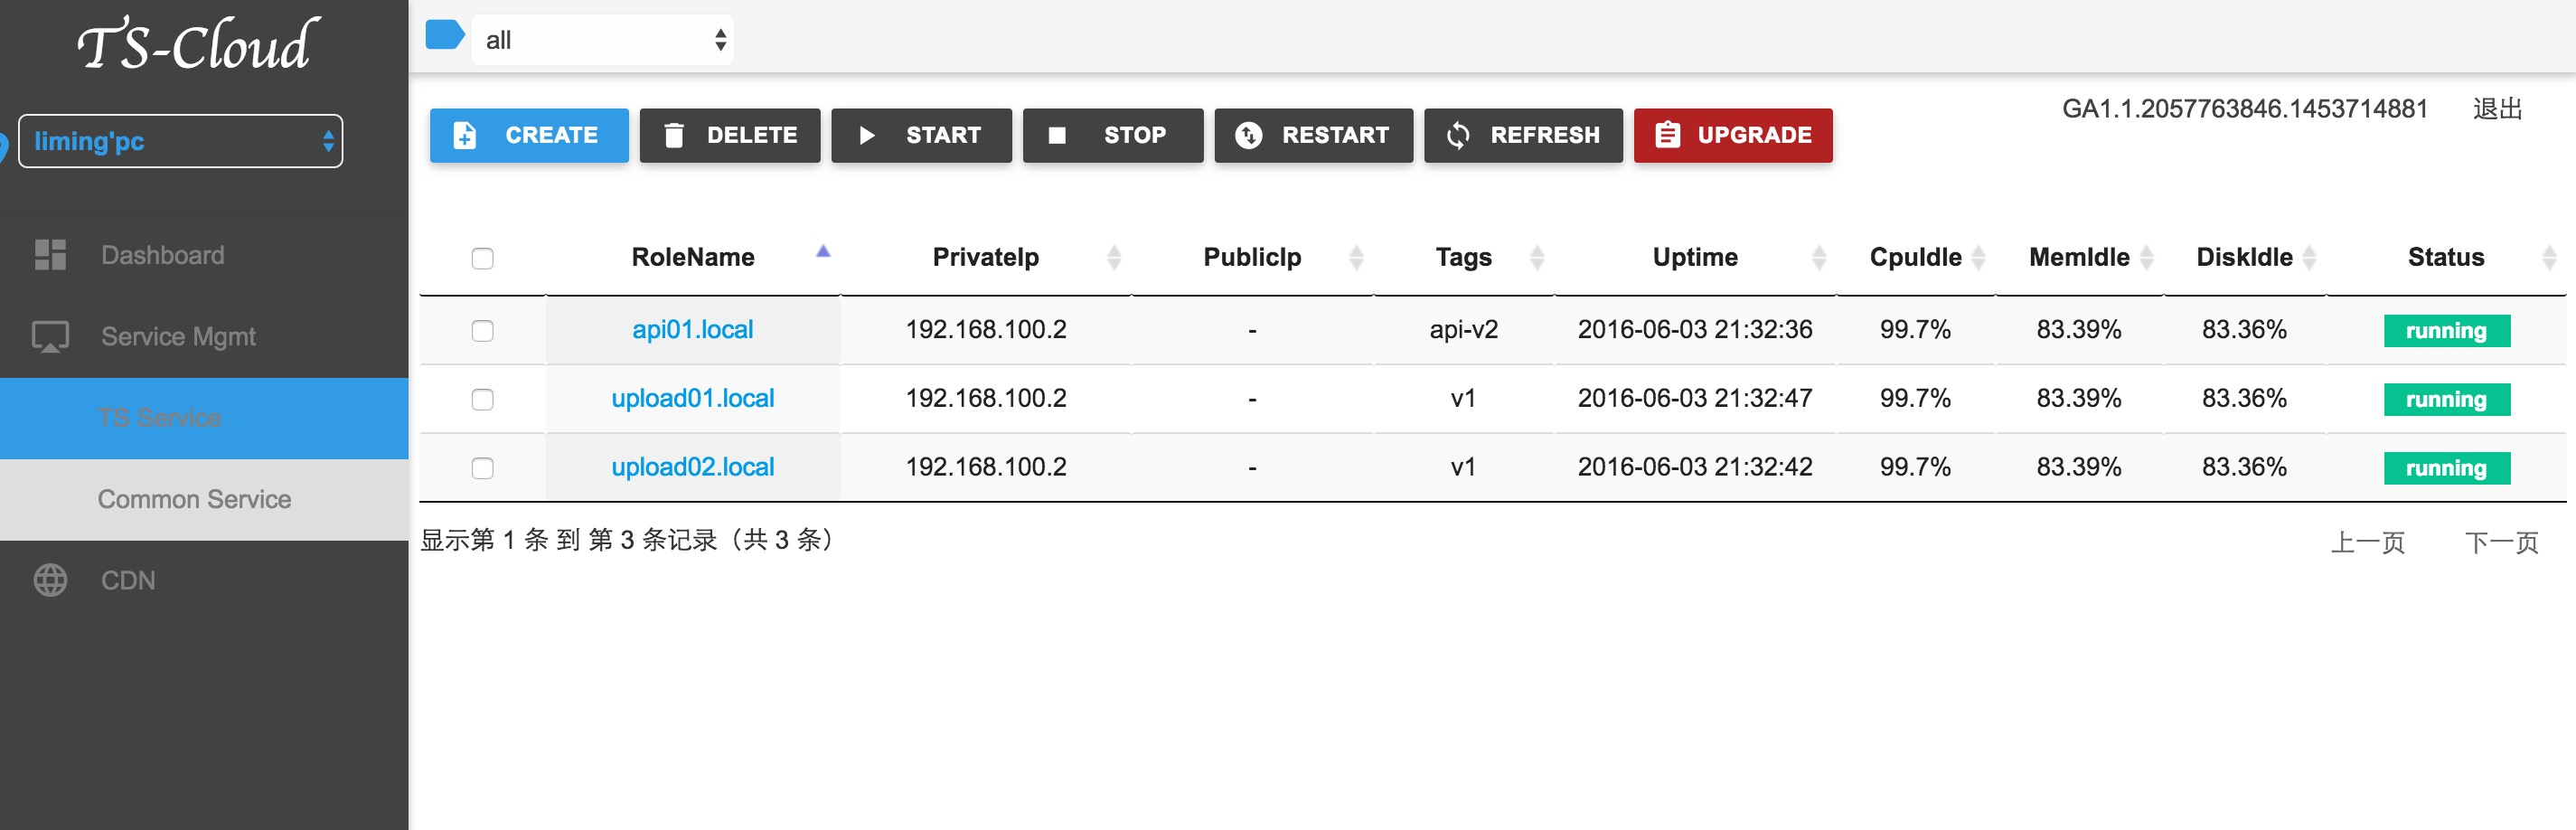 TS-Cloud
liming'pc
Dashboard
Service Mgmt
TS Service
Common Service
CDN
all
GA1.1.2057763846.1453714881 退出
CREATE DELETE START STOP RESTART REFRESH UPGRADE
RoleName PrivateIp PublicIp Tags Uptime CpuIdle MemIdle DiskIdle Status
api01.local 192.168.100.2 - api-v2 2016-06-03 21:32:36 99.7% 83.39% 83.36% running
upload01.local 192.168.100.2 - v1 2016-06-03 21:32:47 99.7% 83.39% 83.36% running
upload02.local 192.168.100.2 - v1 2016-06-03 21:32:42 99.7% 83.39% 83.36% running
显示第 1 条 到 第 3 条记录（共 3 条） 上一页 下一页